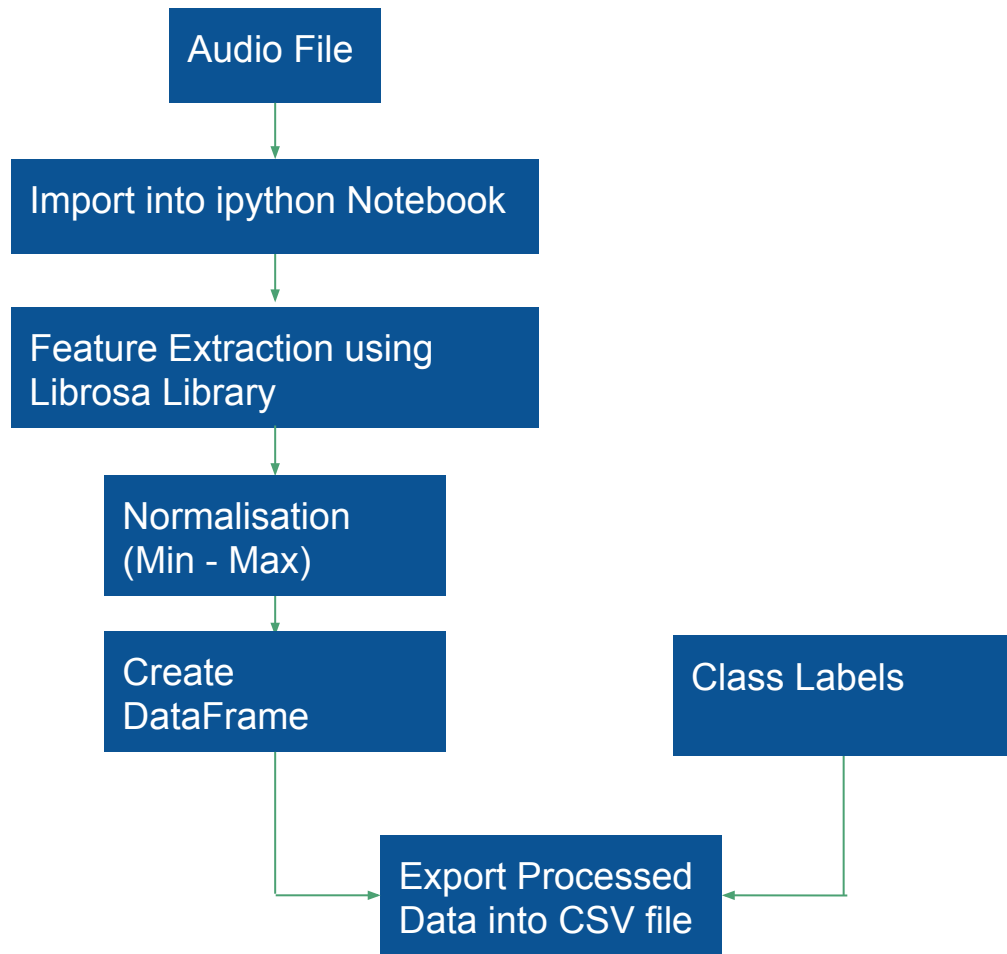 Audio File
Import into ipython Notebook
Feature Extraction using
Librosa Library
Normalisation
(Min - Max)
Create
DataFrame
Class Labels
Export Processed
Data into CSV file